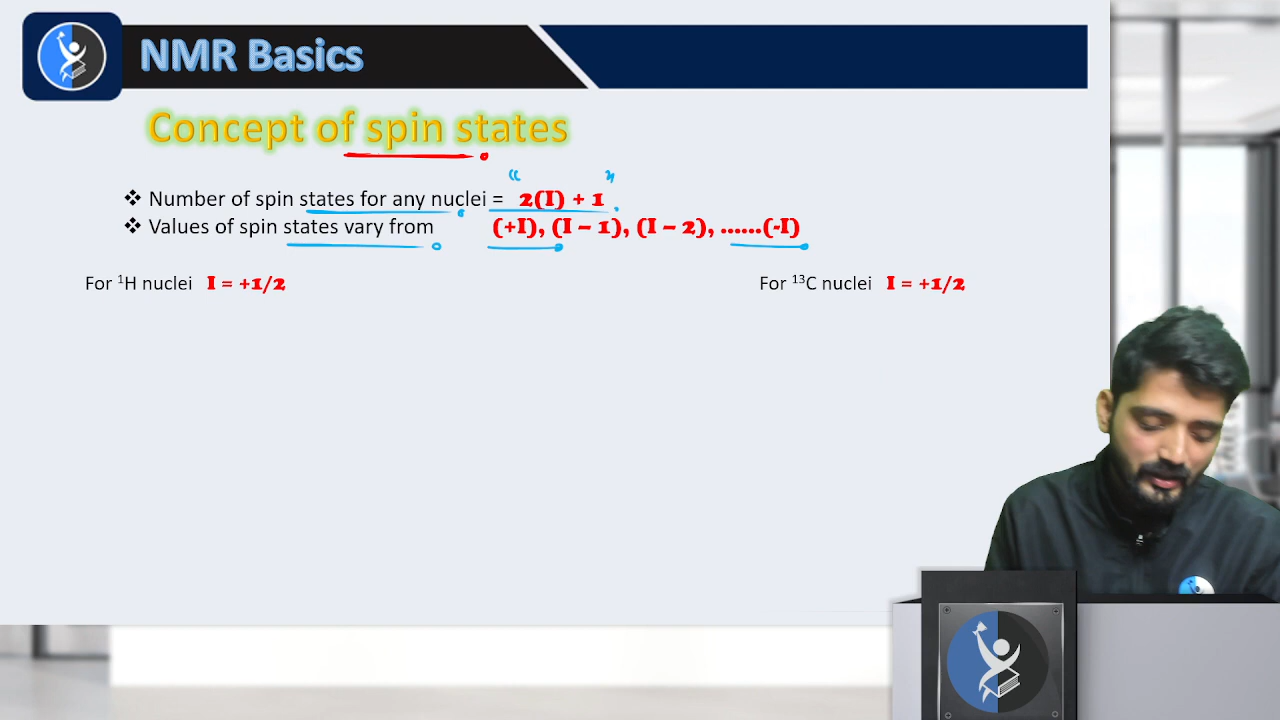 NMR Basics
Concept of spin states
❖ Number of spin states for any nuclei = “ 2(I) + 1 ”
❖ Values of spin states vary from (+I), (I – 1), (I – 2), ......(-I)
For ¹H nuclei I = +1/2
For ¹³C nuclei I = +1/2